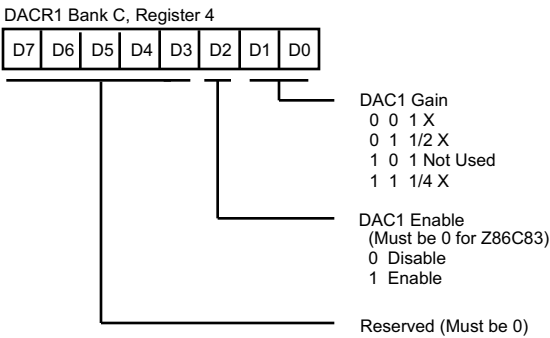 DACR1 Bank C, Register 4
D7 D6 D5 D4 D3 D2 D1 D0
DAC1 Gain
0 0 1 X
0 1 1/2 X
1 0 1 Not Used
1 1 1/4 X
DAC1 Enable
(Must be 0 for Z86C83)
0 Disable
1 Enable
Reserved (Must be 0)